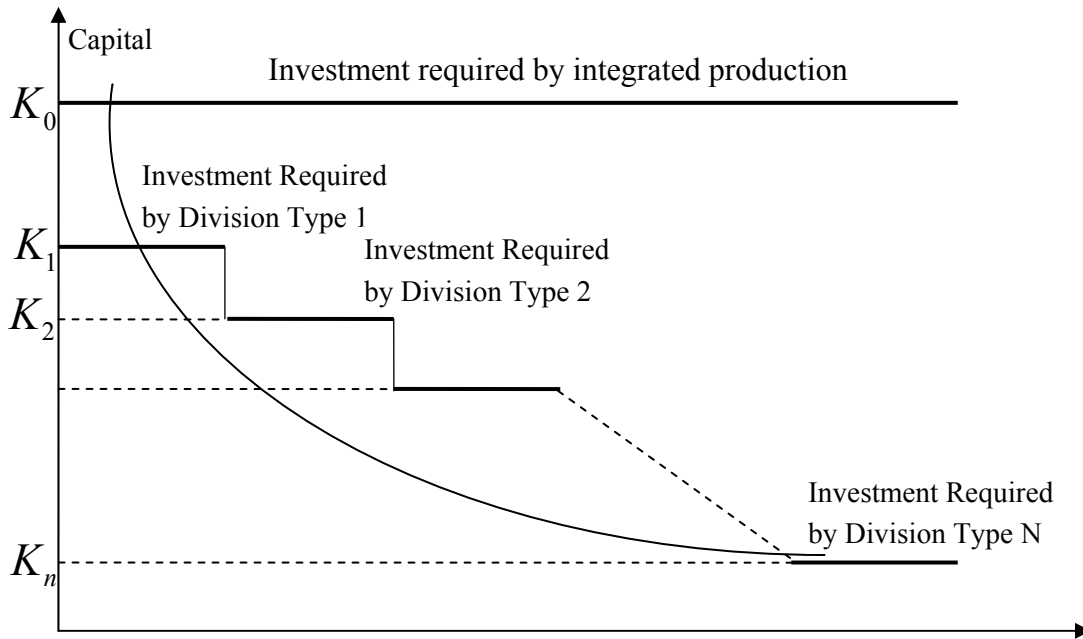 Capital
Investment required by integrated production
K0
Investment Required
by Division Type 1
K1
Investment Required
by Division Type 2
K2
Investment Required
by Division Type N
Kn